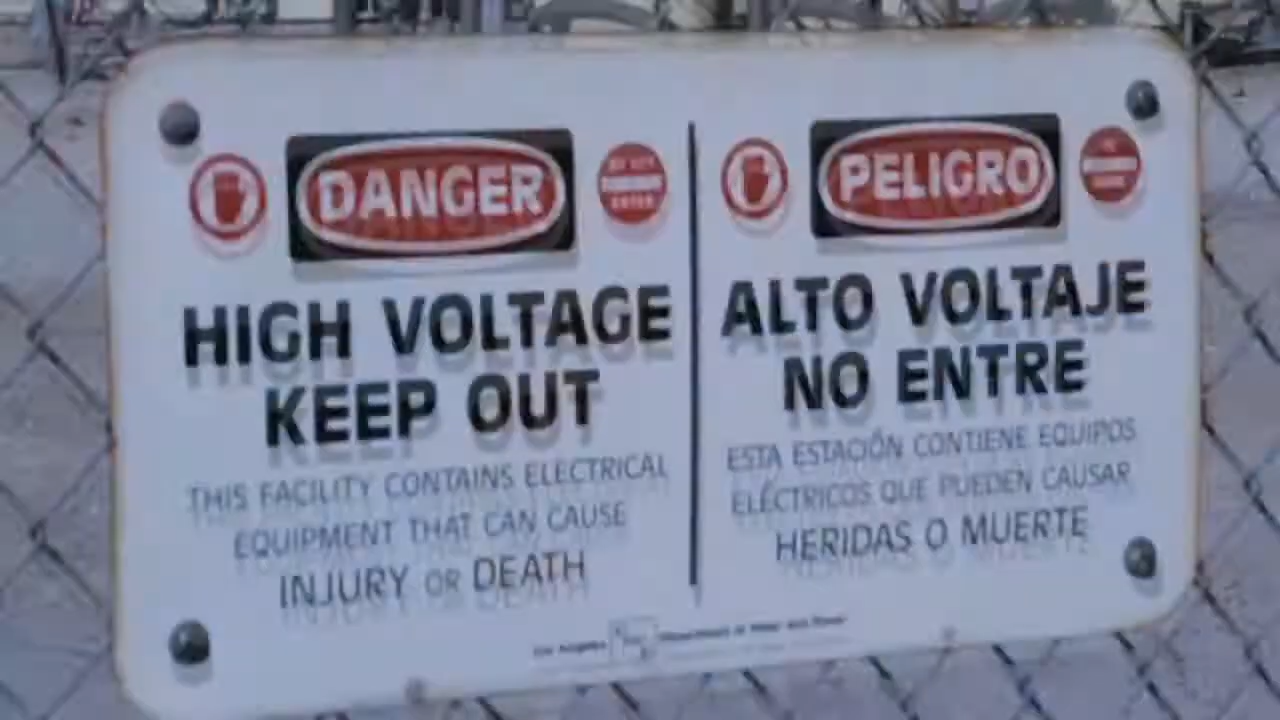 DANGER
HIGH VOLTAGE
KEEP OUT
THIS FACILITY CONTAINS ELECTRICAL
EQUIPMENT THAT CAN CAUSE
INJURY OR DEATH
PELIGRO
ALTO VOLTAJE
NO ENTRE
ESTA ESTACIÓN CONTIENE EQUIPOS
ELÉCTRICOS QUE PUEDEN CAUSAR
HERIDAS O MUERTE
Los Angeles Department of Water and Power